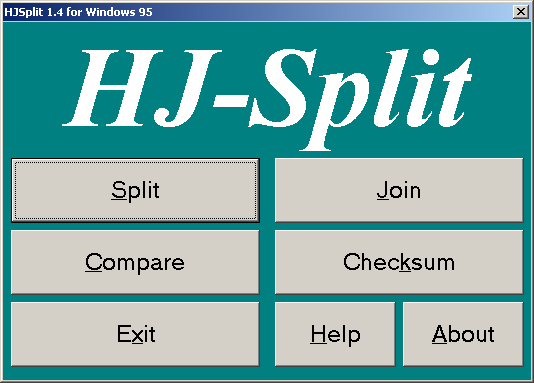 HJSplit 1.4 for Windows 95
HJ-Split
Split
Join
Compare
Checksum
Exit
Help
About